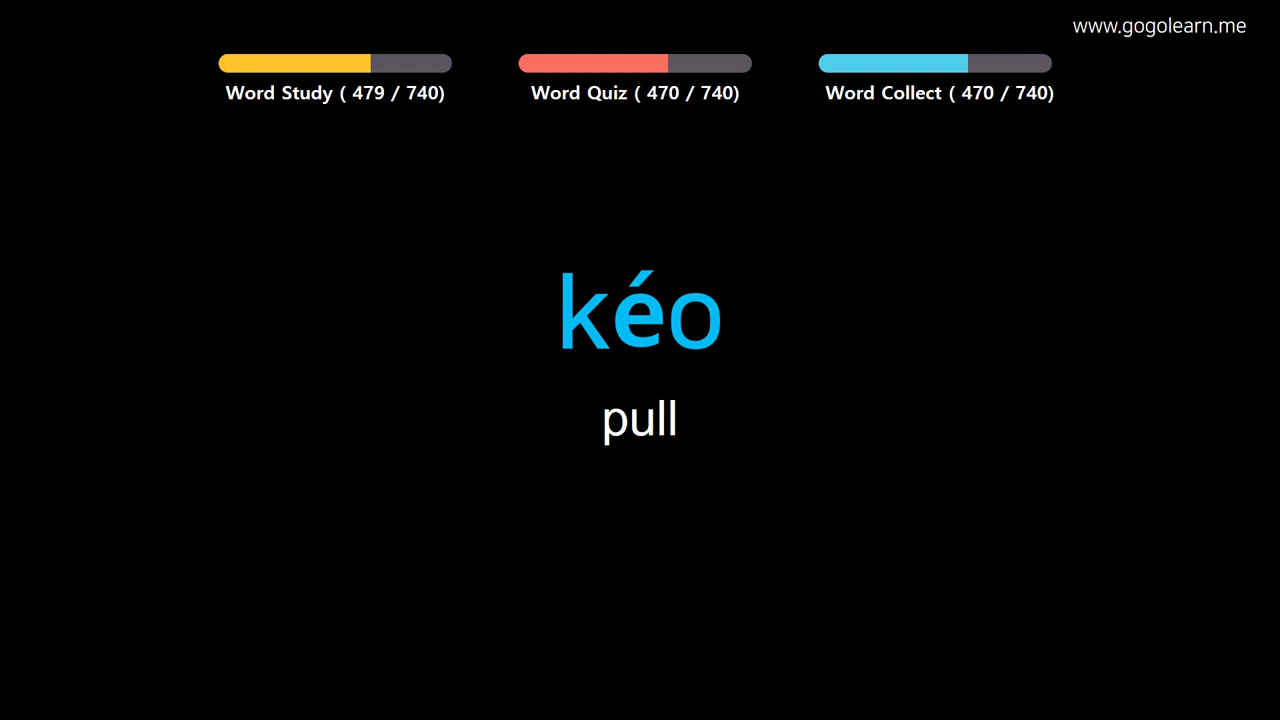 www.gogolearn.me
Word Study ( 479 / 740)
Word Quiz ( 470 / 740)
Word Collect ( 470 / 740)
kéo
pull